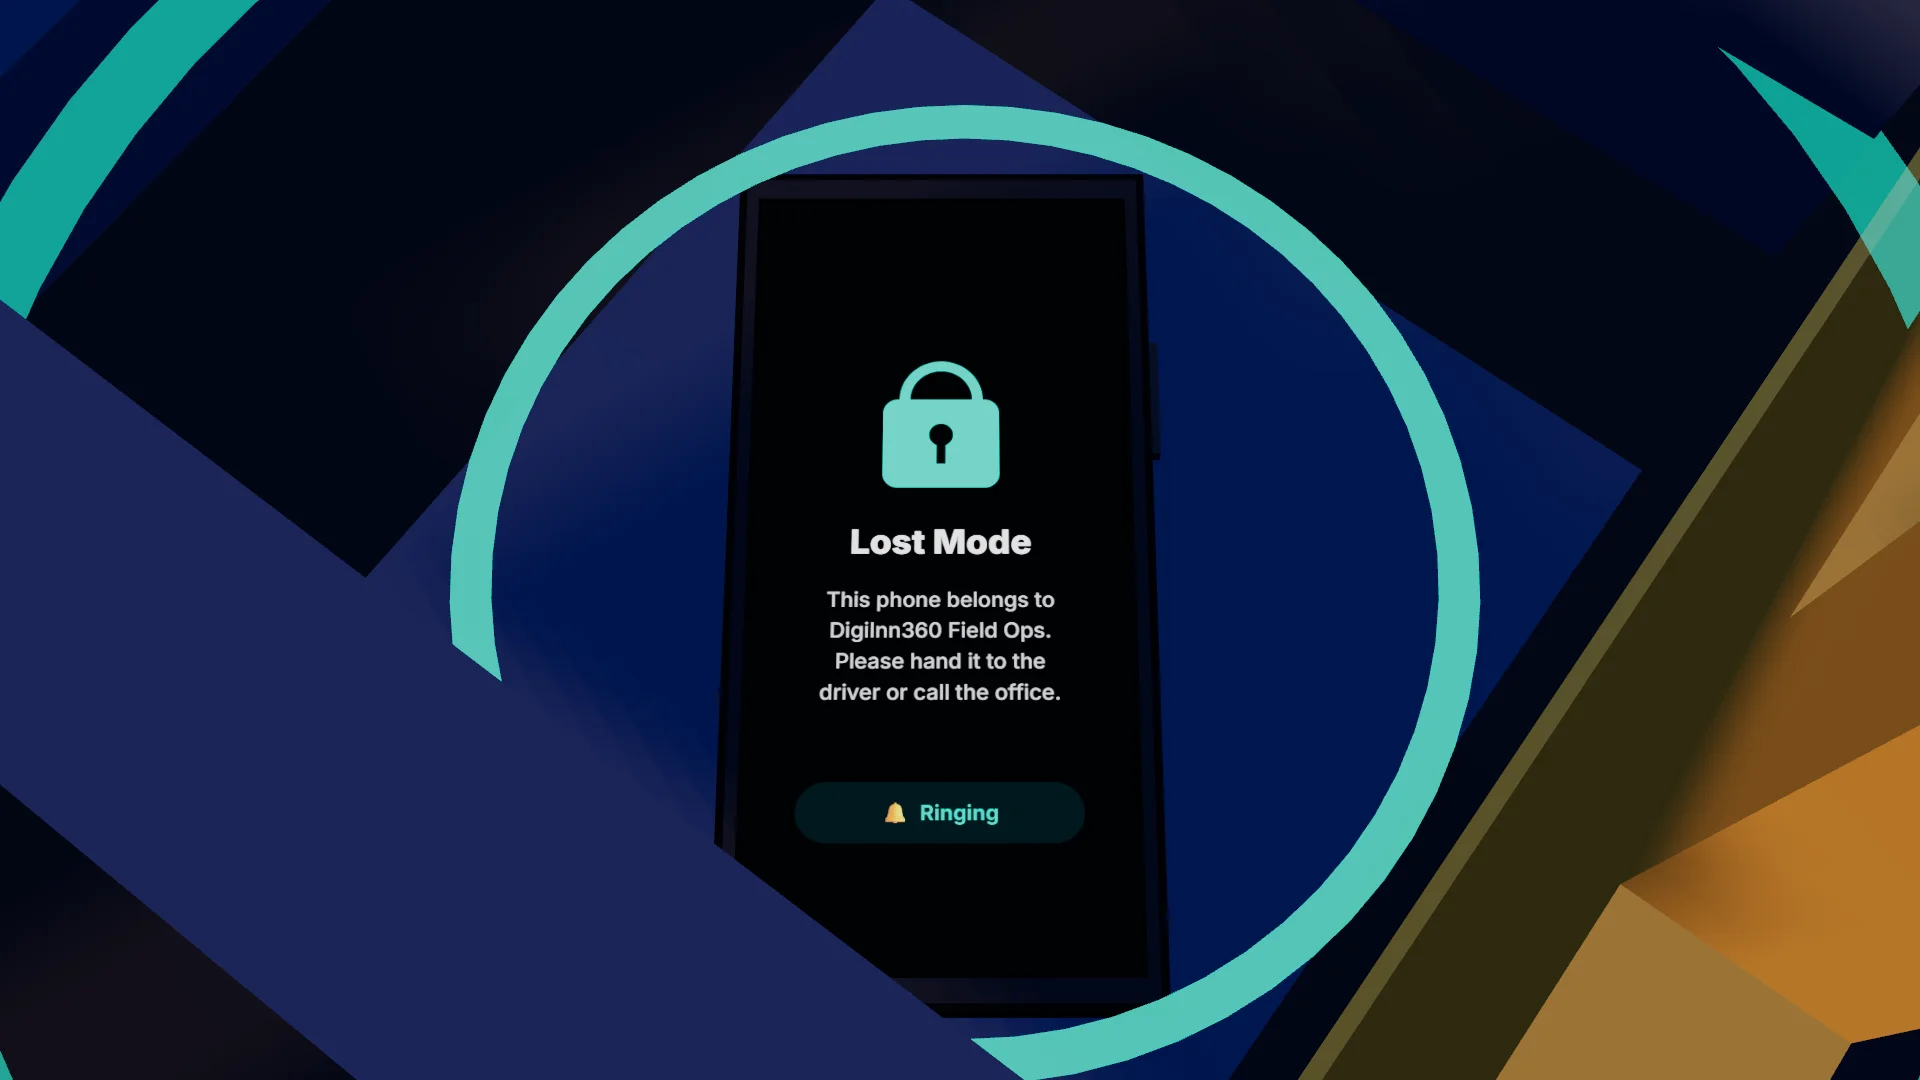 Lost Mode
This phone belongs to
DigiInn360 Field Ops.
Please hand it to the
driver or call the office.
🔔 Ringing